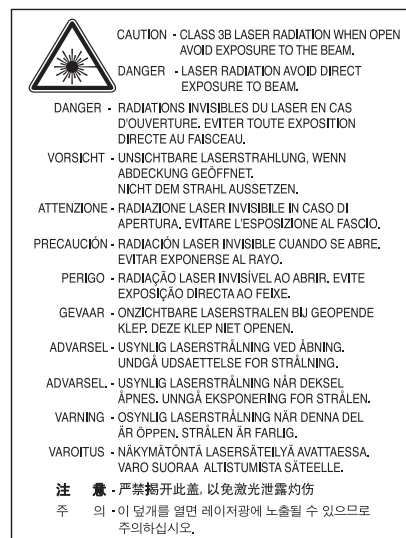 CAUTION - CLASS 3B LASER RADIATION WHEN OPEN
AVOID EXPOSURE TO THE BEAM.
DANGER - LASER RADIATION AVOID DIRECT
EXPOSURE TO BEAM.
DANGER - RADIATIONS INVISIBLES DU LASER EN CAS
D'OUVERTURE. EVITER TOUTE EXPOSITION
DIRECTE AU FAISCEAU.
VORSICHT - UNSICHTBARE LASERSTRAHLUNG, WENN
ABDECKUNG GEÖFFNET.
NICHT DEM STRAHL AUSSETZEN.
ATTENZIONE - RADIAZIONE LASER INVISIBILE IN CASO DI
APERTURA. EVITARE L'ESPOSIZIONE AL FASCIO.
PRECAUCIÓN - RADIACIÓN LASER INVISIBLE CUANDO SE ABRE.
EVITAR EXPONERSE AL RAYO.
PERIGO - RADIAÇÃO LASER INVISÍVEL AO ABRIR. EVITE
EXPOSIÇÃO DIRECTA AO FEIXE.
GEVAAR - ONZICHTBARE LASERSTRALEN BIJ GEOPENDE
KLEP. DEZE KLEP NIET OPENEN.
ADVARSEL - USYNLIG LASERSTRÅLNING VED ÅBNING.
UNDGÅ UDSAETTELSE FOR STRÅLNING.
ADVARSEL. - USYNLIG LASERSTRÅLNING NÅR DEKSEL
ÅPNES. UNNGÅ EKSPONERING FOR STRÅLEN.
VARNING - OSYNLIG LASERSTRÅLNING NÄR DENNA DEL
ÄR ÖPPEN. STRÅLEN ÄR FARLIG.
VAROITUS - NÄKYMÄTÖNTÄ LASERSÄTEILYÄ AVATTAESSA.
VARO SUORAA ALTISTUMISTA SÄTEELLE.
注 意 - 严禁揭开此盖, 以免激光泄露灼伤
주 의 - 이 덮개를 열면 레이저광에 노출될 수 있으므로
주의하십시오.